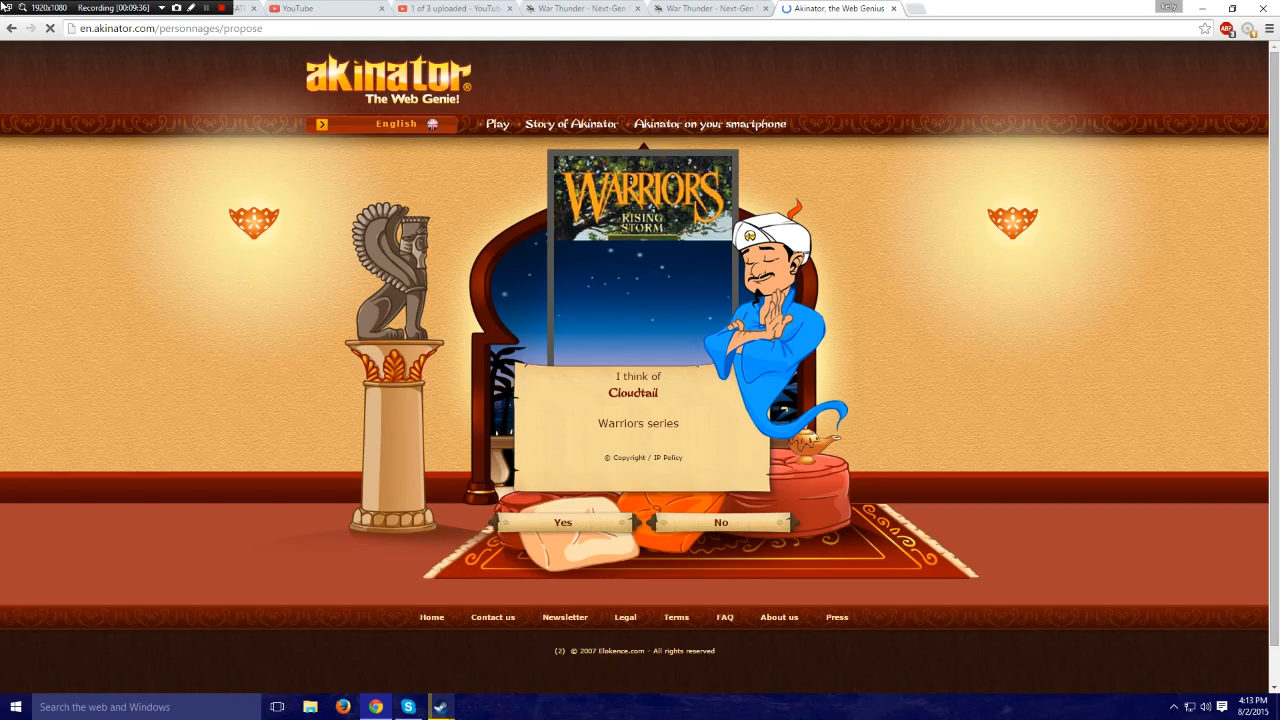 1920x1080 Recording [00:09:36]
YouTube
1 of 3 uploaded - YouTub
War Thunder - Next-Gen
War Thunder - Next-Gen
Akinator, the Web Genius
Kelly
en.akinator.com/personnages/propose
ABP
akinator®
The Web Genie!
English
Play
Story of Akinator
Akinator on your smartphone
WARRIORS
RISING
STORM
I think of
Cloudtail
Warriors series
© Copyright / IP Policy
Yes
No
Home Contact us Newsletter Legal Terms FAQ About us Press
(2) © 2007 Elokence.com - All rights reserved
Search the web and Windows
4:13 PM
8/2/2015